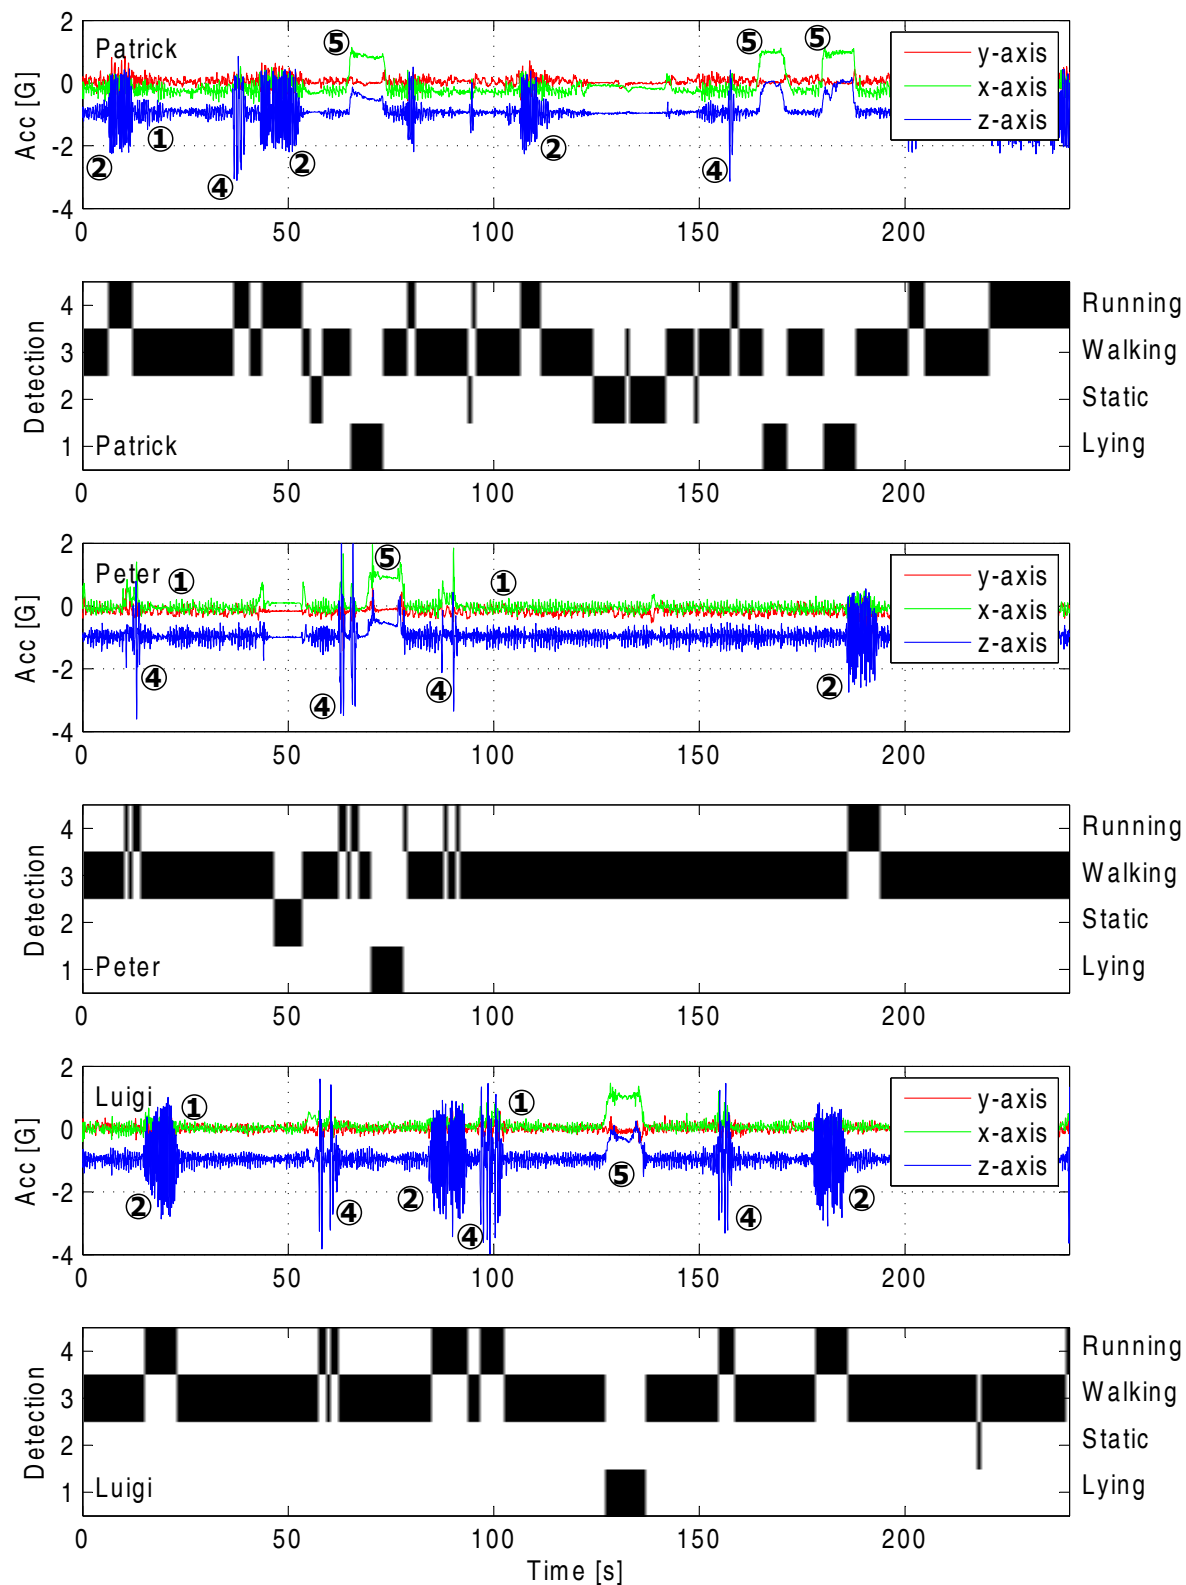 2
Patrick
⑤
⑤
⑤
y-axis
x-axis
z-axis
Acc [G]
0
-2
-4
②
①
④
②
②
④
0
50
100
150
200
4
3
2
1
Detection
Patrick
Running
Walking
Static
Lying
0
50
100
150
200
2
Peter
①
⑤
①
y-axis
x-axis
z-axis
Acc [G]
0
-2
-4
④
④
④
②
0
50
100
150
200
4
3
2
1
Detection
Peter
Running
Walking
Static
Lying
0
50
100
150
200
2
Luigi
①
①
y-axis
x-axis
z-axis
Acc [G]
0
-2
-4
②
④
②
④
⑤
④
②
0
50
100
150
200
4
3
2
1
Detection
Luigi
Running
Walking
Static
Lying
0
50
100
150
200
Time [s]